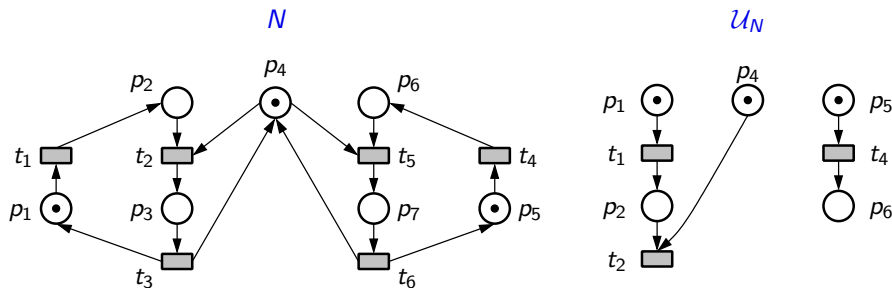 N U_N
p2 p4 p6 p4
p1 p5
t1 t2 t5 t4 t1 t4
p1 p3 p7 p5 p2 p6
t3 t6 t2